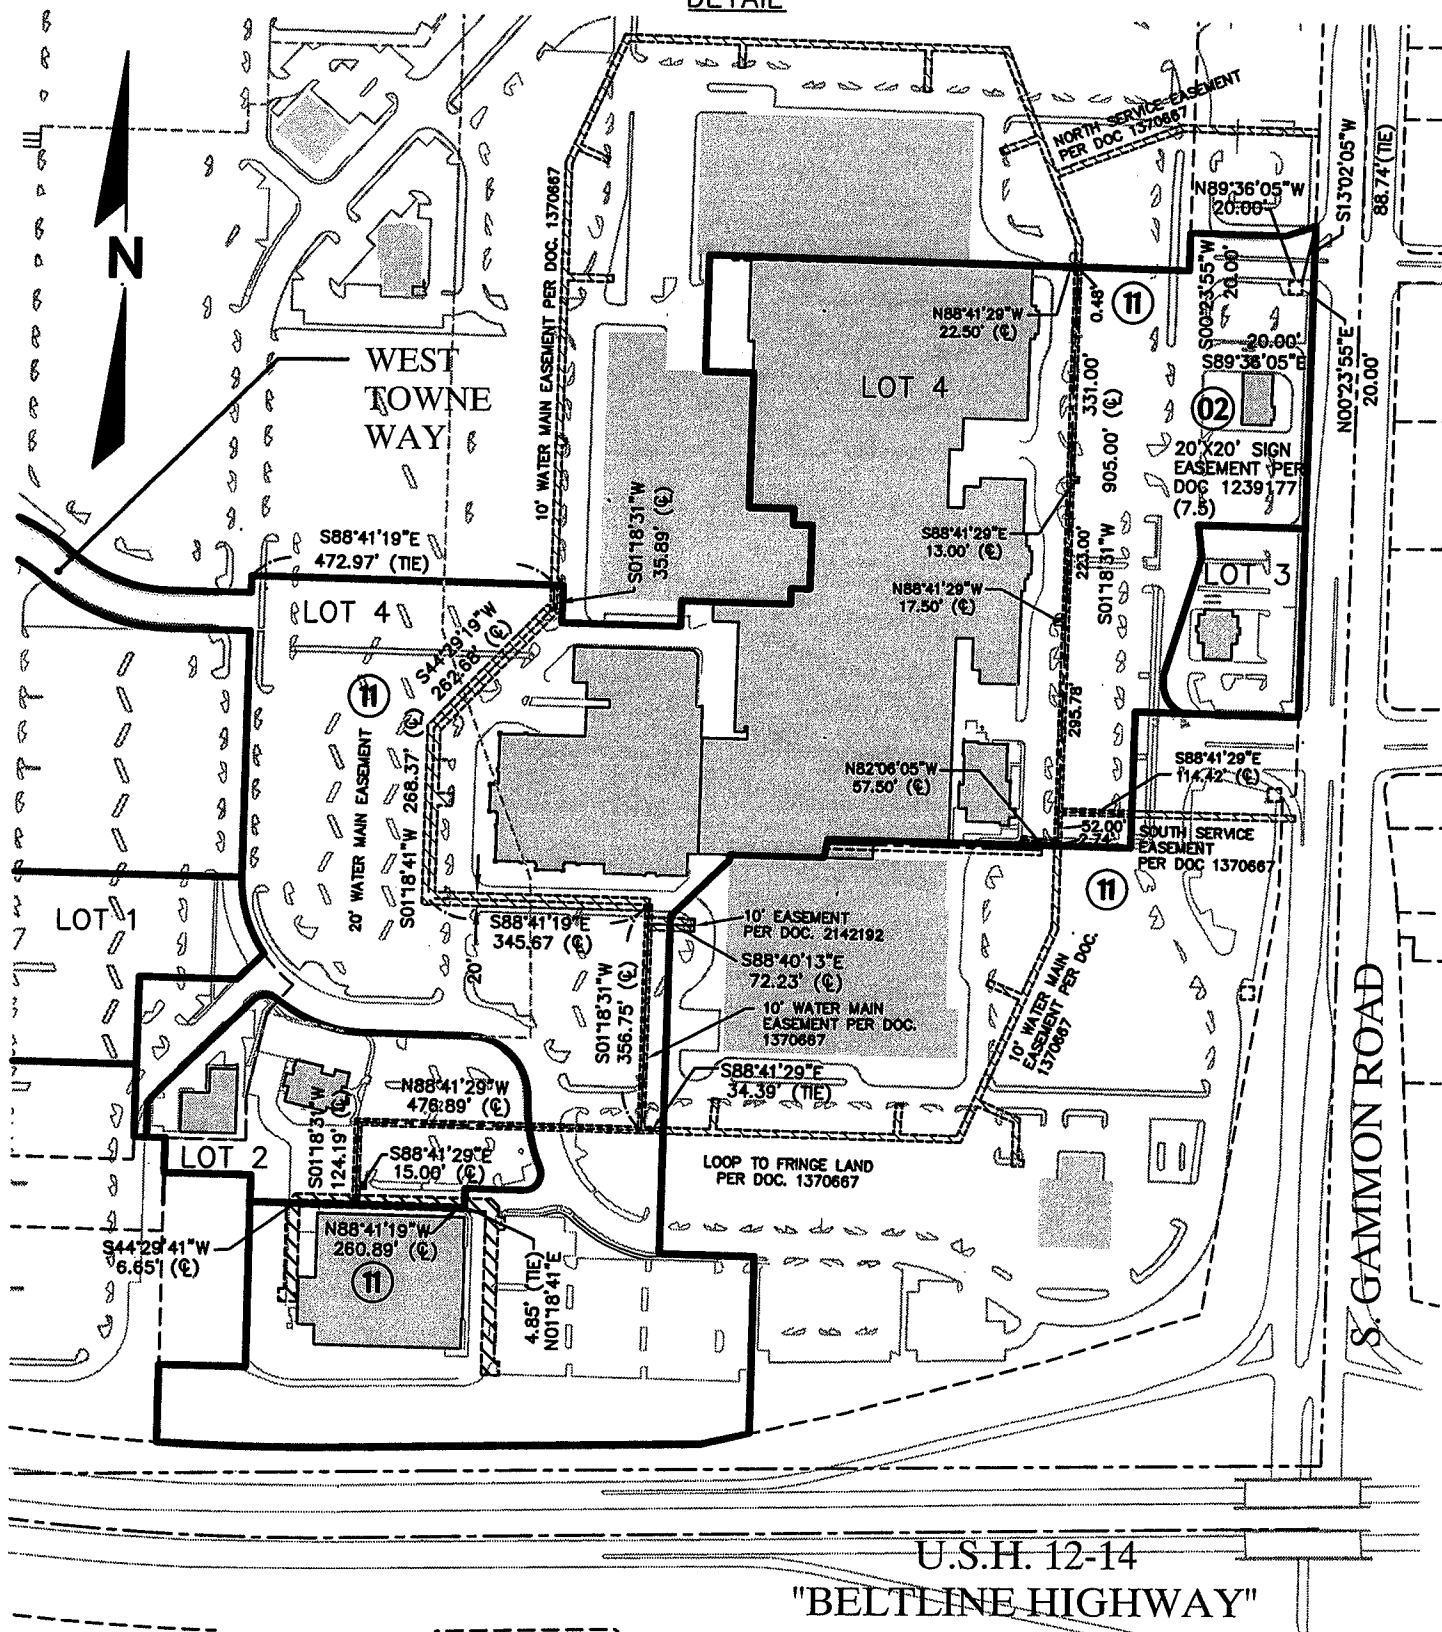 DETAIL
NORTH SERVICE EASEMENT
PER DOC 1370667
S13°02'05"W
88.74'(TIE)
N89°36'05"W
20.00'
10' WATER MAIN EASEMENT PER DOC. 1370667
N
S00°23'55"W
20.00'
0.48'
11
N88°41'29"W
22.50' (℄)
20.00'
S89°36'05"E
N00°23'55"E
20.00'
WEST
TOWNE
WAY
LOT 4
331.00' (℄)
02
905.00'
20'X20' SIGN
EASEMENT PER
DOC 1239177
(7.5)
S01°18'31"W
35.89' (℄)
S88°41'19"E
472.97' (TIE)
S88°41'29"E
13.00' (℄)
223.00'
S01°18'31"W
LOT 3
N88°41'29"W
17.50' (℄)
LOT 4
S44°29'19"W
262.68' (℄)
11
295.78'
20' WATER MAIN EASEMENT
S01°18'41"W 268.37' (℄)
N82°06'05"W
57.50' (℄)
S88°41'29"E
114.42' (℄)
52.00'
2.74'
SOUTH SERVICE
EASEMENT
PER DOC 1370667
11
LOT 1
S88°41'19"E
345.67 (℄)
20'
10' EASEMENT
PER DOC. 2142192
S88°40'13"E
72.23' (℄)
S01°18'31"W
356.75' (℄)
10' WATER MAIN
EASEMENT PER DOC.
1370667
10' WATER MAIN
EASEMENT PER DOC.
1370667
S88°41'29"E
34.39' (TIE)
N88°41'29"W
476.89' (℄)
S01°18'31"W
124.19' (℄)
S88°41'29"E
15.00' (℄)
LOT 2
LOOP TO FRINGE LAND
PER DOC. 1370667
S44°29'41"W
6.65' (℄)
N88°41'19"W
260.89' (℄)
11
4.85' (TIE)
N01°18'41"E
S. GAMMON ROAD
U.S.H. 12-14
"BELTLINE HIGHWAY"